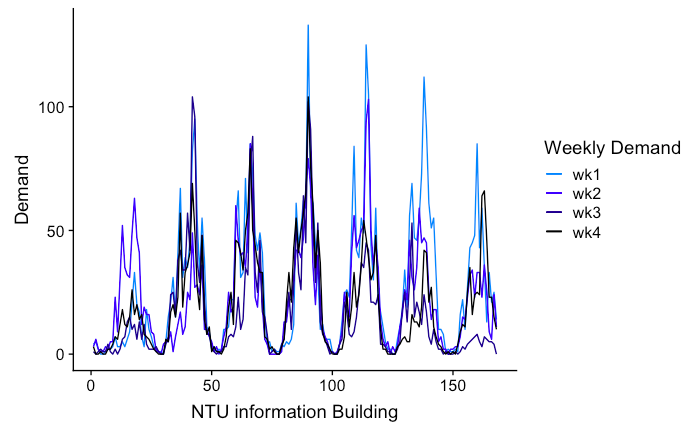 Demand
100
50
0
0
50
100
150
NTU information Building
Weekly Demand
wk1
wk2
wk3
wk4